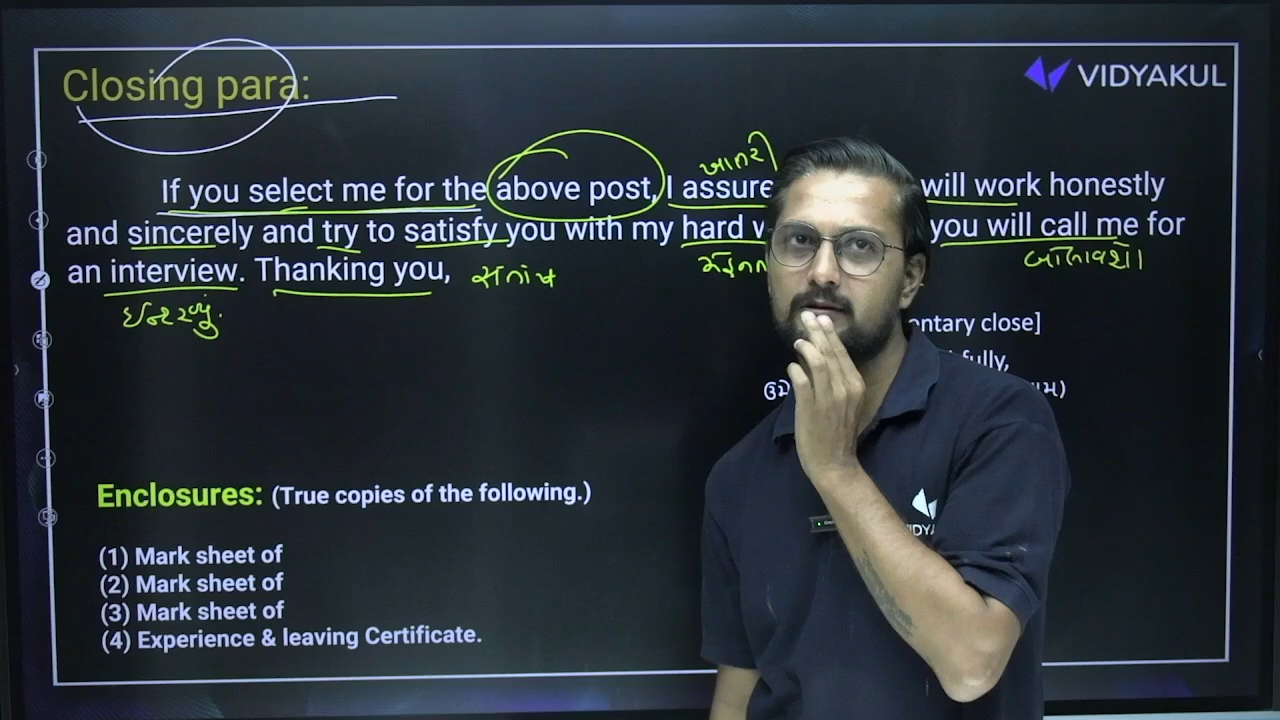 Closing para:
VIDYAKUL
ખાતરી
If you select me for the above post, I assure will work honestly
and sincerely and try to satisfy you with my hard you will call me for
an interview. Thanking you, સંતોષ મહેનત બોલાવશો
ઇન્ટરવ્યું
entary close]
fully,
Enclosures: (True copies of the following.)
(1) Mark sheet of
(2) Mark sheet of
(3) Mark sheet of
(4) Experience & leaving Certificate.